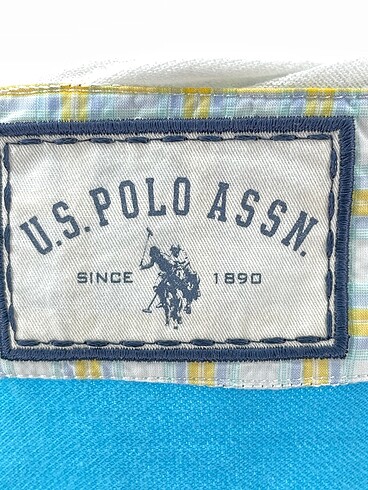 U.S. POLO ASSN.
SINCE 1890